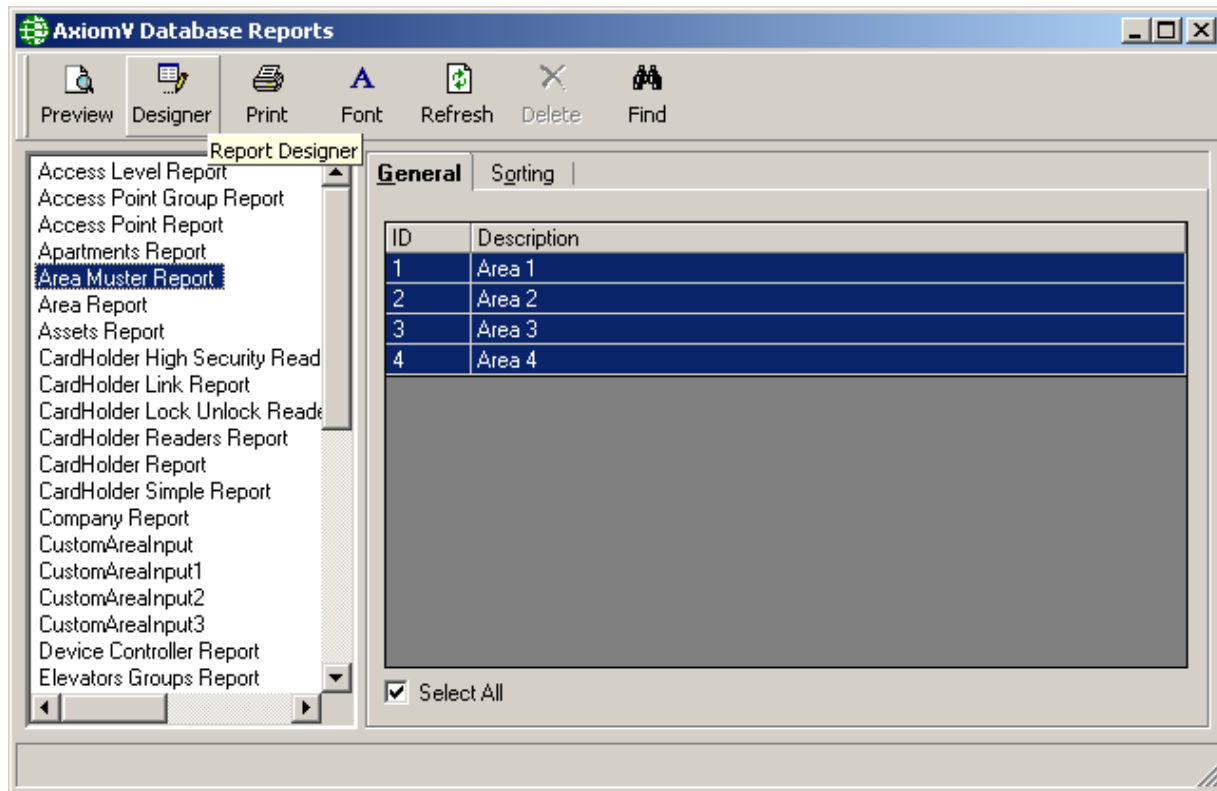 AxiomV Database Reports
Preview Designer Print Font Refresh Delete Find
Report Designer
Access Level Report
Access Point Group Report
Access Point Report
Apartments Report
Area Muster Report
Area Report
Assets Report
CardHolder High Security Read
CardHolder Link Report
CardHolder Lock Unlock Reade
CardHolder Readers Report
CardHolder Report
CardHolder Simple Report
Company Report
CustomAreaInput
CustomAreaInput1
CustomAreaInput2
CustomAreaInput3
Device Controller Report
Elevators Groups Report
General Sorting
ID Description
1 Area 1
2 Area 2
3 Area 3
4 Area 4
Select All